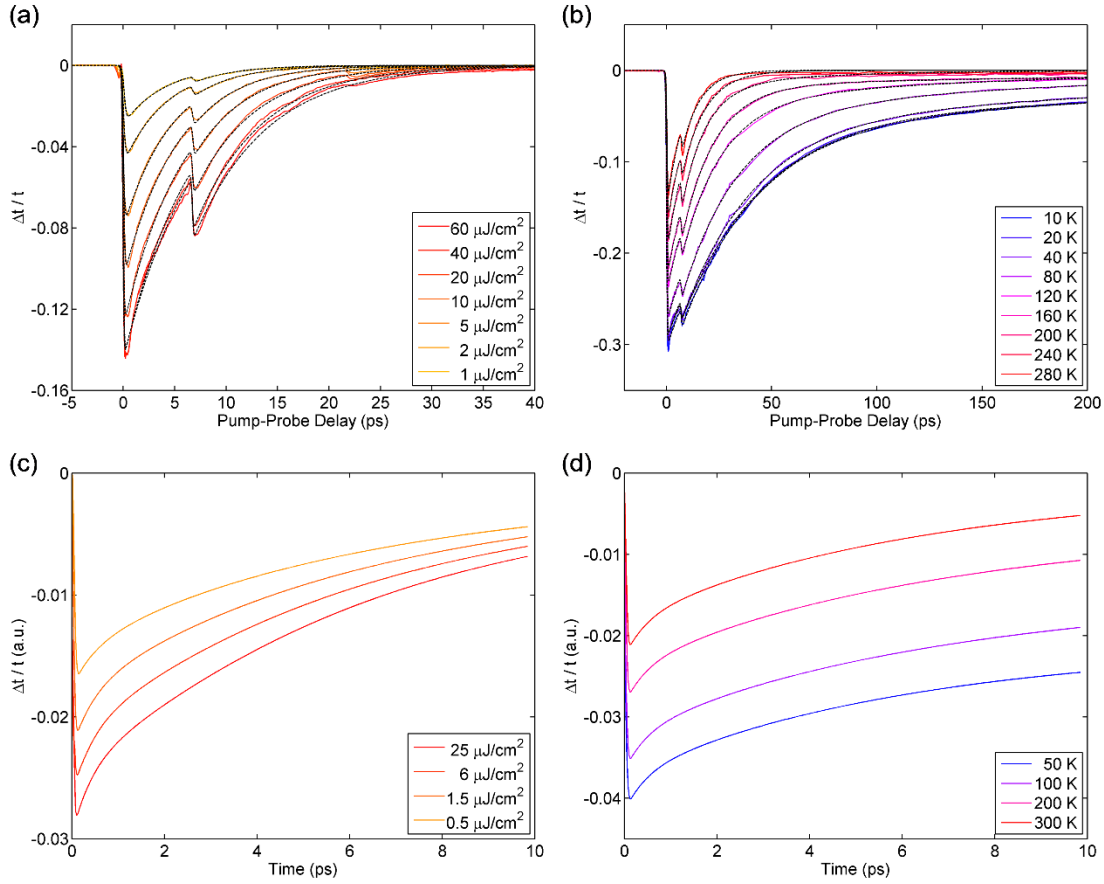 (a)
0
-0.04
-0.08
-0.12
-0.16
Δt / t
-5 0 5 10 15 20 25 30 35 40
Pump-Probe Delay (ps)
60 μJ/cm²
40 μJ/cm²
20 μJ/cm²
10 μJ/cm²
5 μJ/cm²
2 μJ/cm²
1 μJ/cm²
(b)
0
-0.1
-0.2
-0.3
Δt / t
0 50 100 150 200
Pump-Probe Delay (ps)
10 K
20 K
40 K
80 K
120 K
160 K
200 K
240 K
280 K
(c)
0
-0.01
-0.02
-0.03
Δt / t (a.u.)
0 2 4 6 8 10
Time (ps)
25 μJ/cm²
6 μJ/cm²
1.5 μJ/cm²
0.5 μJ/cm²
(d)
0
-0.01
-0.02
-0.03
-0.04
Δt / t (a.u.)
0 2 4 6 8 10
Time (ps)
50 K
100 K
200 K
300 K